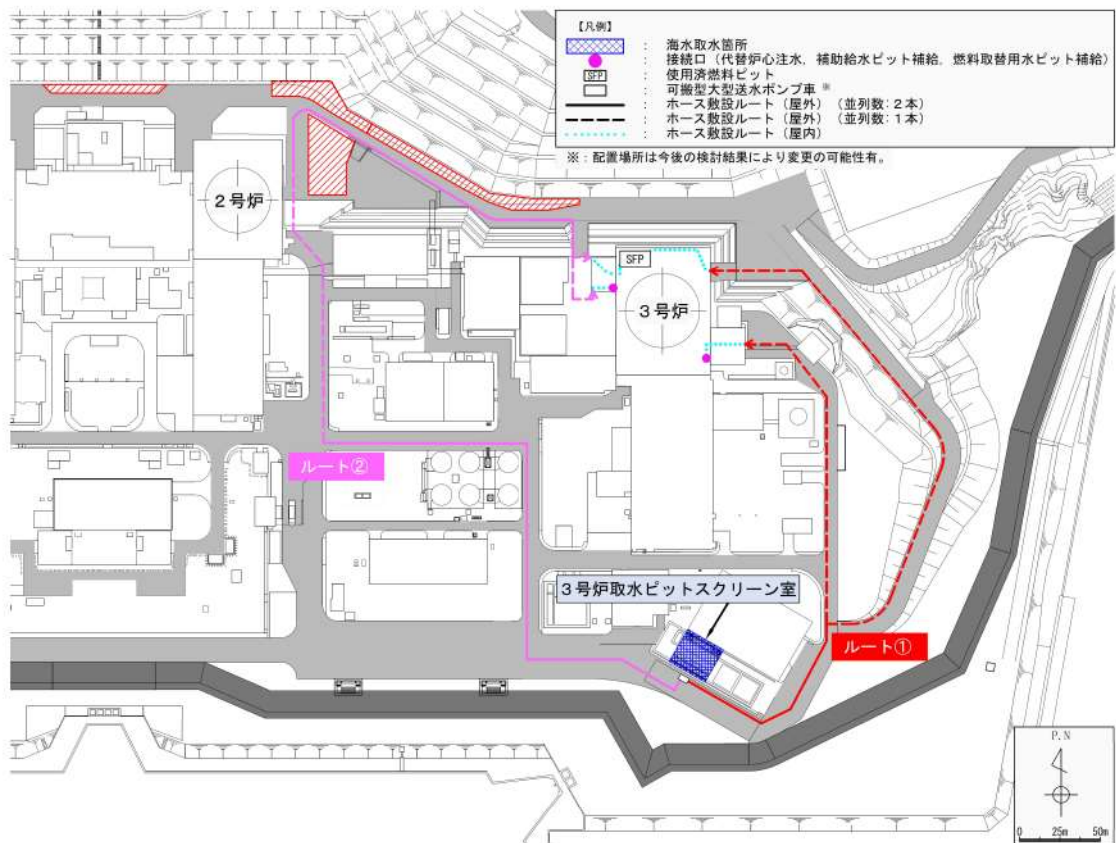 【凡例】
： 海水取水箇所
： 接続口（代替炉心注水，補助給水ピット補給，燃料取替用水ピット補給）
SFP ： 使用済燃料ピット
： 可搬型大型送水ポンプ車 ※
： ホース敷設ルート（屋外）（並列数：２本）
： ホース敷設ルート（屋外）（並列数：１本）
： ホース敷設ルート（屋内）
※：配置場所は今後の検討結果により変更の可能性有。
２号炉
SFP
３号炉
ルート②
３号炉取水ピットスクリーン室
ルート①
P.N
0 25m 50m